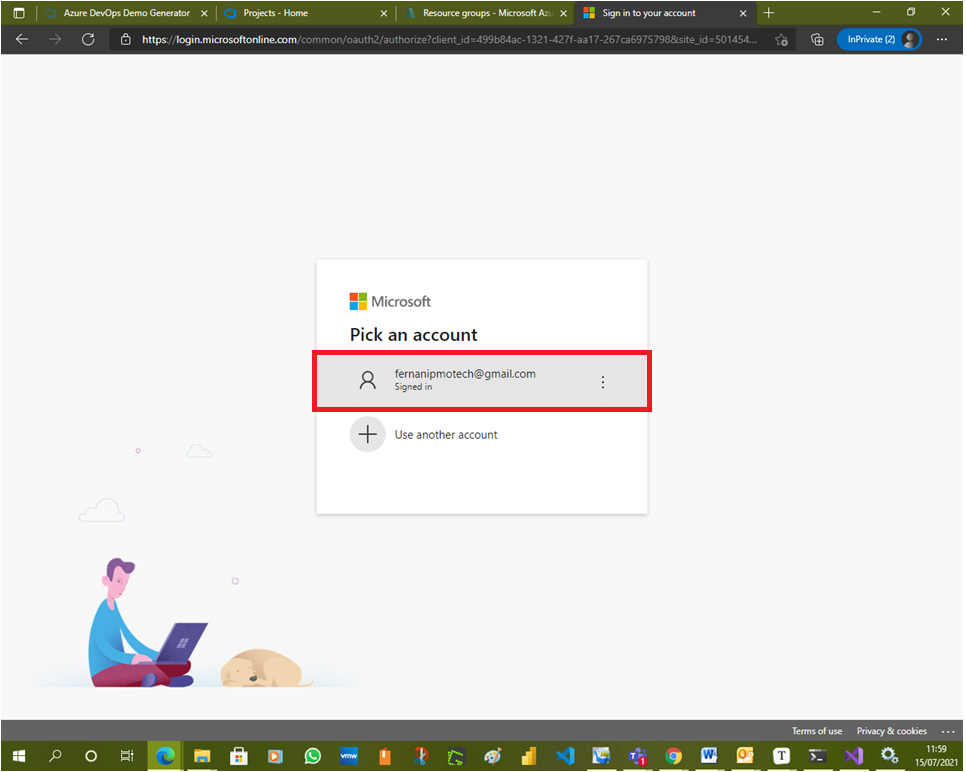 Azure DevOps Demo Generator
Projects - Home
Resource groups - Microsoft Azu
Sign in to your account
https://login.microsoftonline.com/common/oauth2/authorize?client_id=499b84ac-1321-427f-aa17-267ca6975798&site_id=501454...
InPrivate (2)
Microsoft
Pick an account
fernanipmotech@gmail.com
Signed in
Use another account
Terms of use
Privacy & cookies
...
vmw
1
W
O
T
11:59
15/07/2021